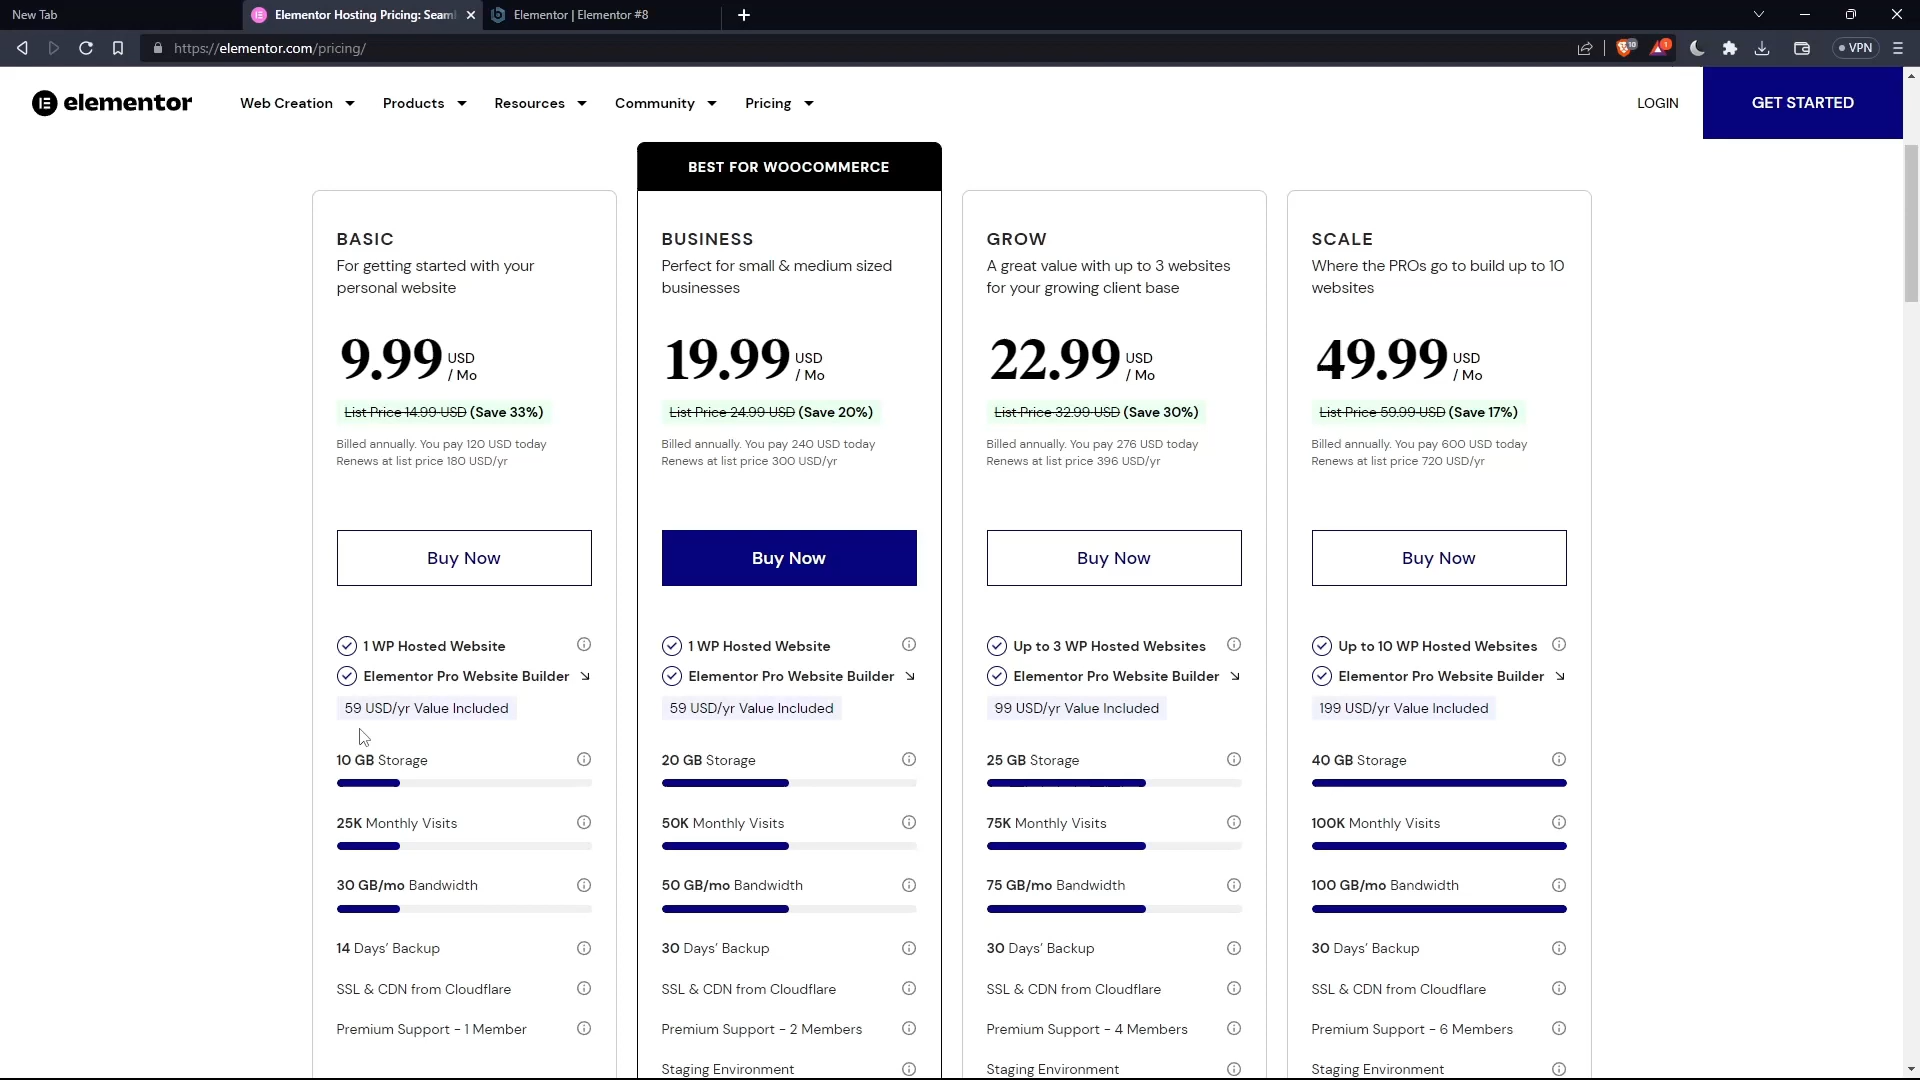 New Tab
Elementor Hosting Pricing: Seam
Elementor | Elementor #8
https://elementor.com/pricing/
10
1
VPN
elementor
Web Creation
Products
Resources
Community
Pricing
LOGIN
GET STARTED
BASIC
For getting started with your
personal website
9.99 USD
/ Mo
List Price 14.99 USD (Save 33%)
Billed annually. You pay 120 USD today
Renews at list price 180 USD/yr
Buy Now
1 WP Hosted Website
Elementor Pro Website Builder
59 USD/yr Value Included
10 GB Storage
25K Monthly Visits
30 GB/mo Bandwidth
14 Days' Backup
SSL & CDN from Cloudflare
Premium Support - 1 Member
BEST FOR WOOCOMMERCE
BUSINESS
Perfect for small & medium sized
businesses
19.99 USD
/ Mo
List Price 24.99 USD (Save 20%)
Billed annually. You pay 240 USD today
Renews at list price 300 USD/yr
Buy Now
1 WP Hosted Website
Elementor Pro Website Builder
59 USD/yr Value Included
20 GB Storage
50K Monthly Visits
50 GB/mo Bandwidth
30 Days' Backup
SSL & CDN from Cloudflare
Premium Support - 2 Members
Staging Environment
GROW
A great value with up to 3 websites
for your growing client base
22.99 USD
/ Mo
List Price 32.99 USD (Save 30%)
Billed annually. You pay 276 USD today
Renews at list price 396 USD/yr
Buy Now
Up to 3 WP Hosted Websites
Elementor Pro Website Builder
99 USD/yr Value Included
25 GB Storage
75K Monthly Visits
75 GB/mo Bandwidth
30 Days' Backup
SSL & CDN from Cloudflare
Premium Support - 4 Members
Staging Environment
SCALE
Where the PROs go to build up to 10
websites
49.99 USD
/ Mo
List Price 59.99 USD (Save 17%)
Billed annually. You pay 600 USD today
Renews at list price 720 USD/yr
Buy Now
Up to 10 WP Hosted Websites
Elementor Pro Website Builder
199 USD/yr Value Included
40 GB Storage
100K Monthly Visits
100 GB/mo Bandwidth
30 Days' Backup
SSL & CDN from Cloudflare
Premium Support - 6 Members
Staging Environment